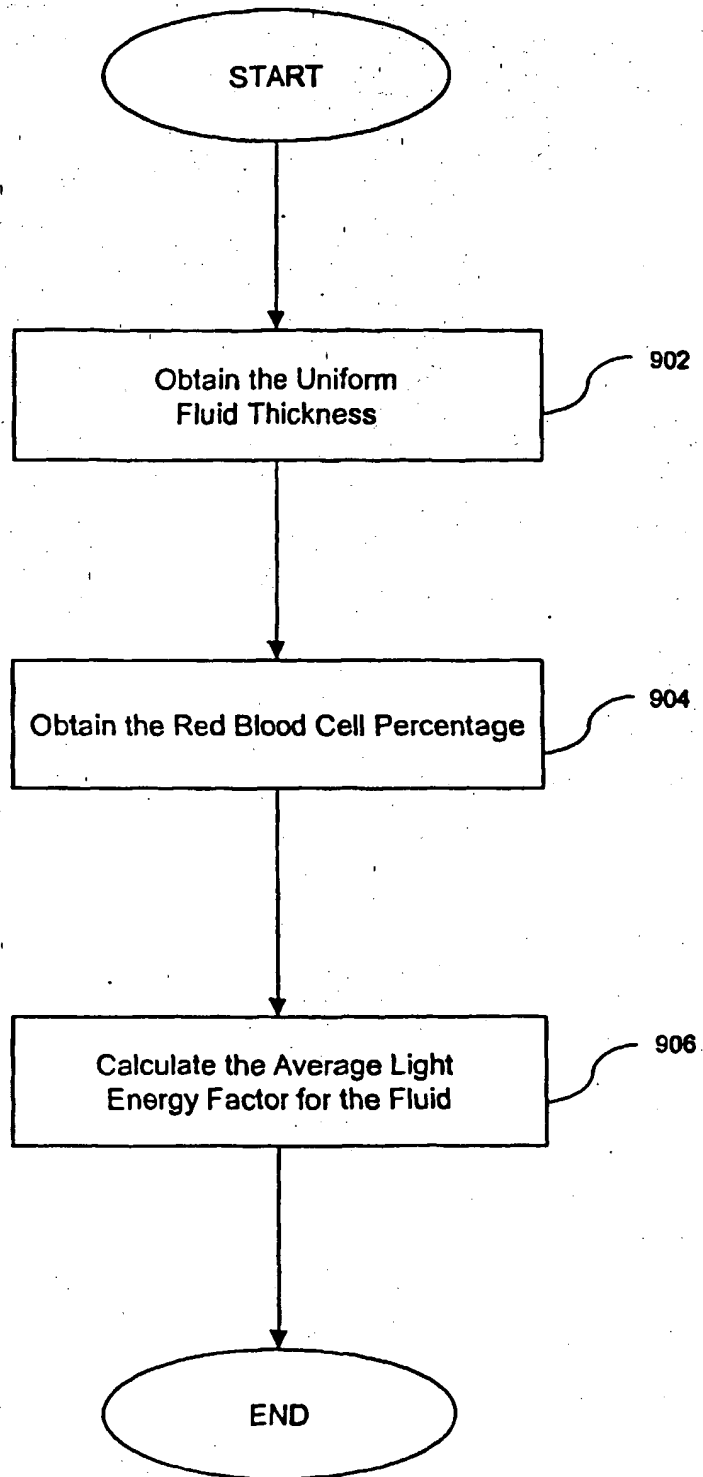 START
Obtain the Uniform
Fluid Thickness
902
Obtain the Red Blood Cell Percentage
904
Calculate the Average Light
Energy Factor for the Fluid
906
END